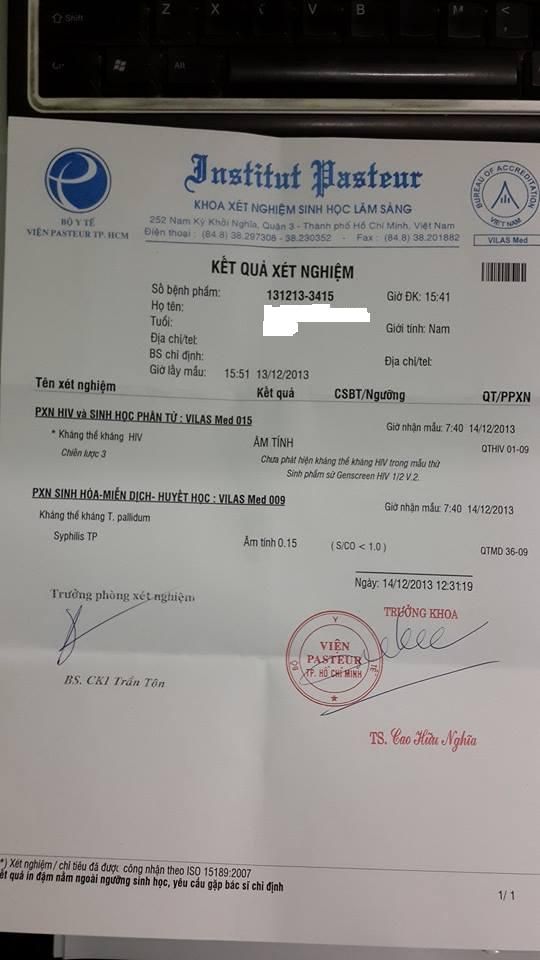 Shift
Z X C V B N M <
Alt
Institut Pasteur
KHOA XÉT NGHIỆM SINH HỌC LÂM SÀNG
252 Nam Kỳ Khởi Nghĩa, Quận 3 - Thành phố Hồ Chí Minh, Việt Nam
Điện thoại : (84.8) 38.297308 - 38.230352 - Fax : (84.8) 38.201882
BỘ Y TẾ
VIỆN PASTEUR TP. HCM
BUREAU OF ACCREDITATION
VIET NAM
VILAS Med
KẾT QUẢ XÉT NGHIỆM
Số bệnh phẩm: 131213-3415 Giờ ĐK: 15:41
Họ tên:
Tuổi: Giới tính: Nam
Địa chỉ/tel:
BS chỉ định: Địa chỉ/tel:
Giờ lấy mẫu: 15:51 13/12/2013
Tên xét nghiệm Kết quả CSBT/Ngưỡng QT/PPXN
PXN HIV và SINH HỌC PHÂN TỬ : VILAS Med 015 Giờ nhận mẫu: 7:40 14/12/2013
* Kháng thể kháng HIV ÂM TÍNH QTHIV 01-09
Chiến lược 3 Chưa phát hiện kháng thể kháng HIV trong mẫu thử
Sinh phẩm sử Genscreen HIV 1/2 V.2.
PXN SINH HÓA-MIỄN DỊCH- HUYẾT HỌC : VILAS Med 009 Giờ nhận mẫu: 7:40 14/12/2013
Kháng thể kháng T. pallidum
Syphilis TP Âm tính 0.15 ( S/CO < 1.0 ) QTMD 36-09
Ngày: 14/12/2013 12:31:19
Trưởng phòng xét nghiệm TRƯỞNG KHOA
BỘ Y TẾ
VIỆN
PASTEUR
TP. HỒ CHÍ MINH
BS. CKI Trần Tôn
TS. Cao Hữu Nghĩa
*) Xét nghiệm / chỉ tiêu đã được công nhận theo ISO 15189:2007
ết quả in đậm nằm ngoài ngưỡng sinh học, yêu cầu gặp bác sĩ chỉ định
1/ 1